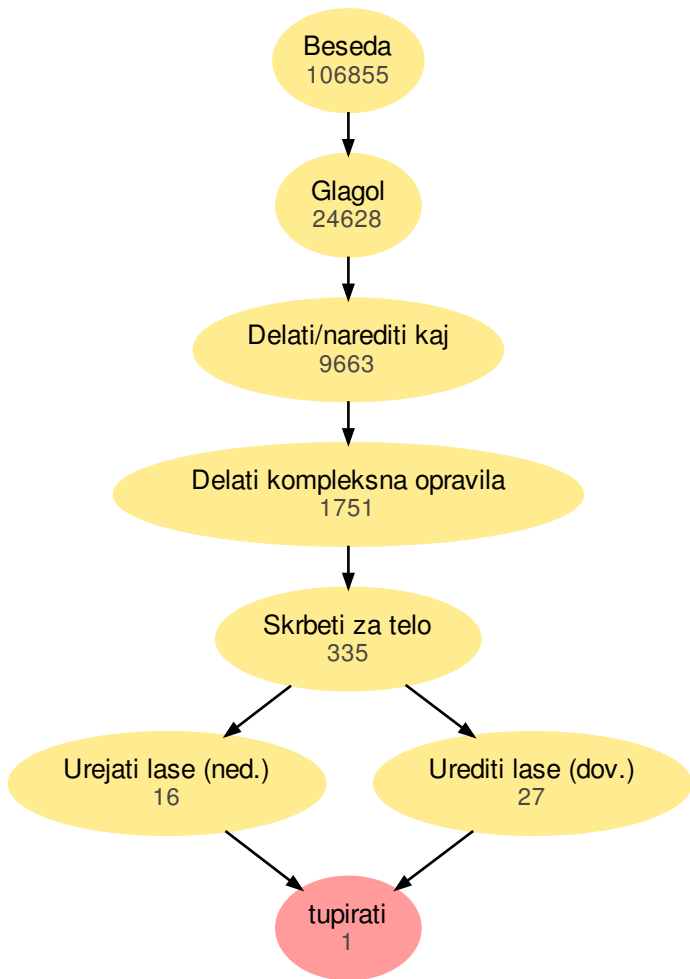 Beseda
106855
Glagol
24628
Delati/narediti kaj
9663
Delati kompleksna opravila
1751
Skrbeti za telo
335
Urejati lase (ned.)
16
Urediti lase (dov.)
27
tupirati
1